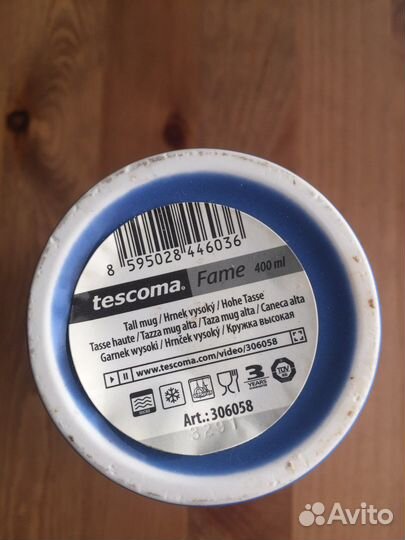 8 595028 446036
tescoma® Fame 400 ml
Tall mug / Hrnek vysoký / Hohe Tasse
Tasse haute / Tazza mug alta / Taza mug alta / Caneca alta
Garnek wysoki / Hrnček vysoký / Кружка высокая
www.tescoma.com/video/306058
3 YEARS
TÜV
Art.: 306058
3291
Avito